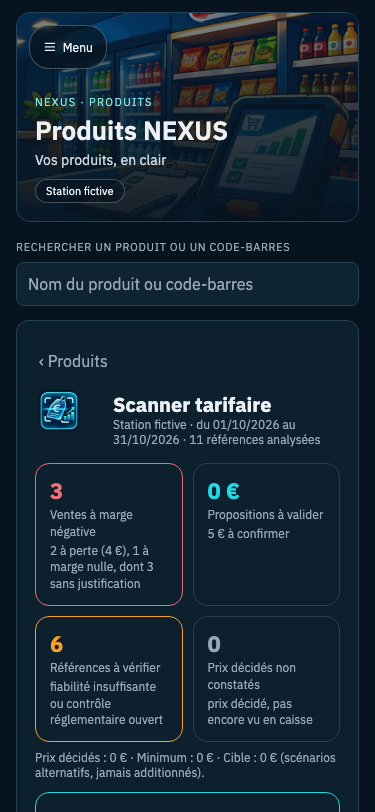 Menu
NEXUS · PRODUITS
Produits NEXUS
Vos produits, en clair
Station fictive
RECHERCHER UN PRODUIT OU UN CODE-BARRES
Nom du produit ou code-barres
‹ Produits
Scanner tarifaire
Station fictive · du 01/10/2026 au
31/10/2026 · 11 références analysées
3
Ventes à marge
négative
2 à perte (4 €), 1 à
marge nulle, dont 3
sans justification
0 €
Propositions à valider
5 € à confirmer
6
Références à vérifier
fiabilité insuffisante
ou contrôle
réglementaire ouvert
0
Prix décidés non
constatés
prix décidé, pas
encore vu en caisse
Prix décidés : 0 € · Minimum : 0 € · Cible : 0 € (scénarios
alternatifs, jamais additionnés).